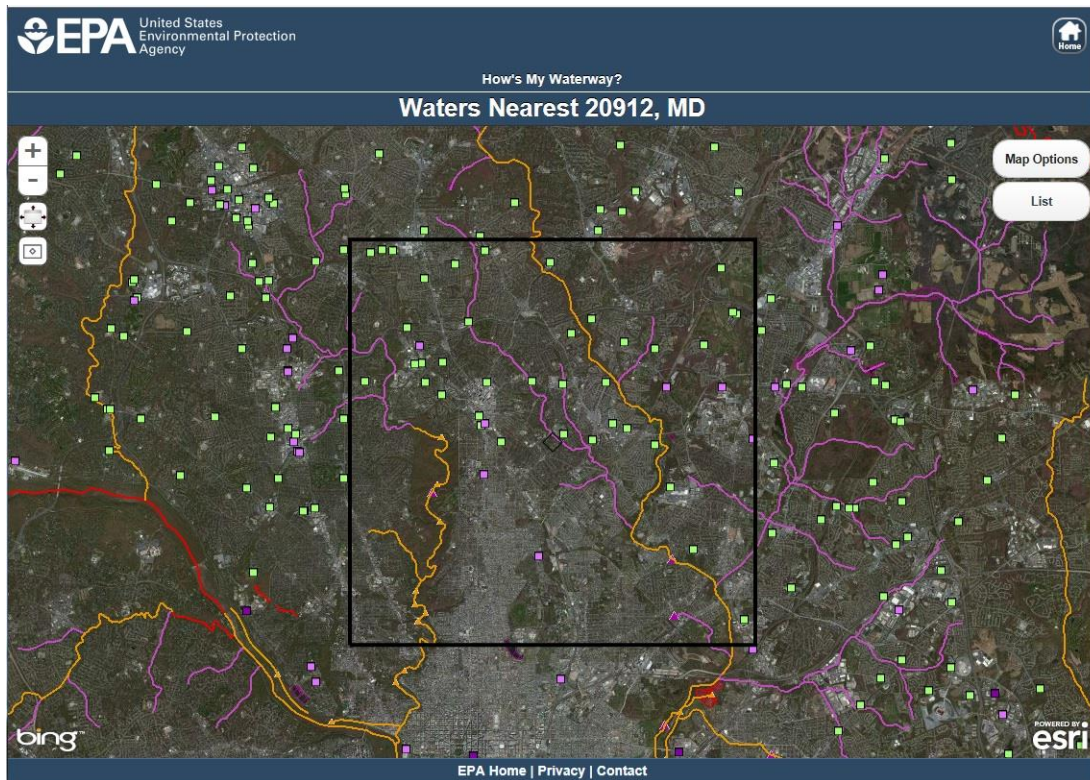 EPA United States
Environmental Protection
Agency
Home
How's My Waterway?
Waters Nearest 20912, MD
+
Map Options
-
List
bing™
POWERED BY
esri
EPA Home | Privacy | Contact